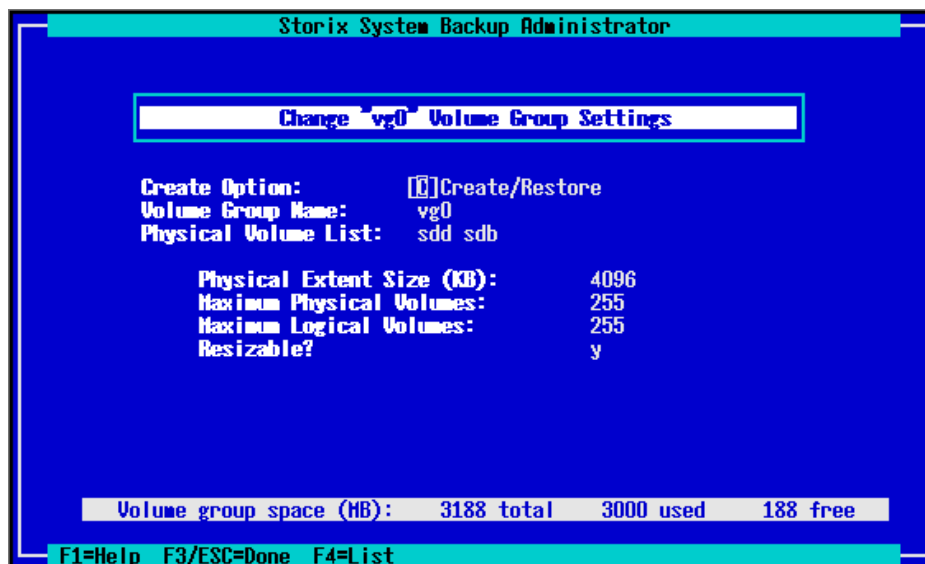 Storix System Backup Administrator
Change "vg0" Volume Group Settings
Create Option: [C]Create/Restore
Volume Group Name: vg0
Physical Volume List: sdd sdb
Physical Extent Size (KB): 4096
Maximum Physical Volumes: 255
Maximum Logical Volumes: 255
Resizable? y
Volume group space (MB): 3188 total 3000 used 188 free
F1=Help F3/ESC=Done F4=List